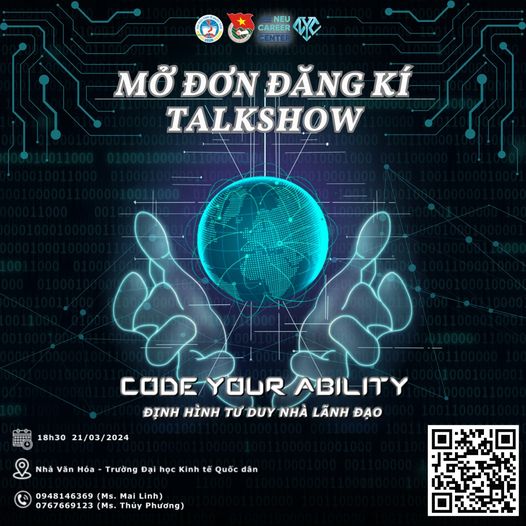 NEU
CAREER
CENTER
MỞ ĐƠN ĐĂNG KÍ
TALKSHOW
CODE YOUR ABILITY
ĐỊNH HÌNH TƯ DUY NHÀ LÃNH ĐẠO
18h30 21/03/2024
Nhà Văn Hóa - Trường Đại học Kinh tế Quốc dân
0948146369 (Ms. Mai Linh)
0767669123 (Ms. Thúy Phương)